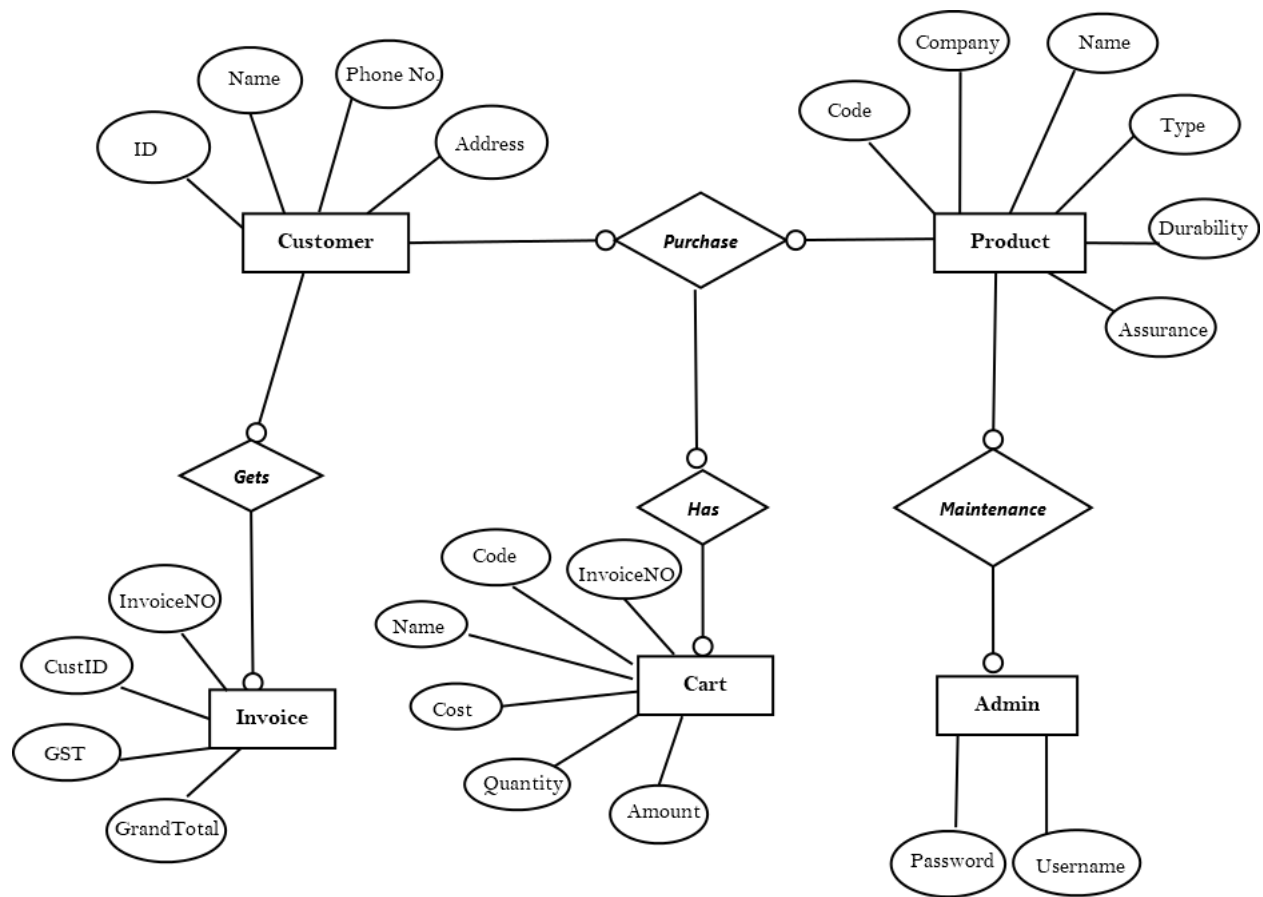 Company
Name
Phone No.
Name
Code
Type
ID
Address
Customer
Purchase
Product
Durability
Assurance
Gets
Has
Maintenance
Code
InvoiceNO
InvoiceNO
Name
CustID
Cart
Cost
Admin
Invoice
GST
Quantity
Amount
GrandTotal
Password
Username